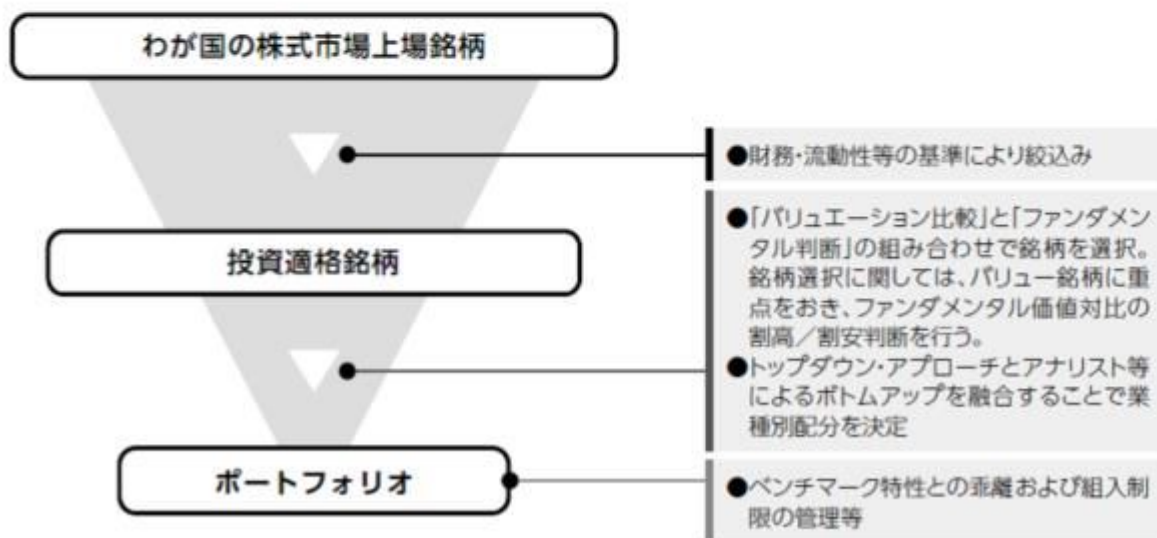 わが国の株式市場上場銘柄
●財務・流動性等の基準により絞込み
投資適格銘柄
●「バリュエーション比較」と「ファンダメン
タル判断」の組み合わせで銘柄を選択。
銘柄選択に関しては、バリュー銘柄に重
点をおき、ファンダメンタル価値対比の
割高／割安判断を行う。
●トップダウン・アプローチとアナリスト等
によるボトムアップを融合することで業
種別配分を決定
ポートフォリオ
●ベンチマーク特性との乖離および組入制
限の管理等